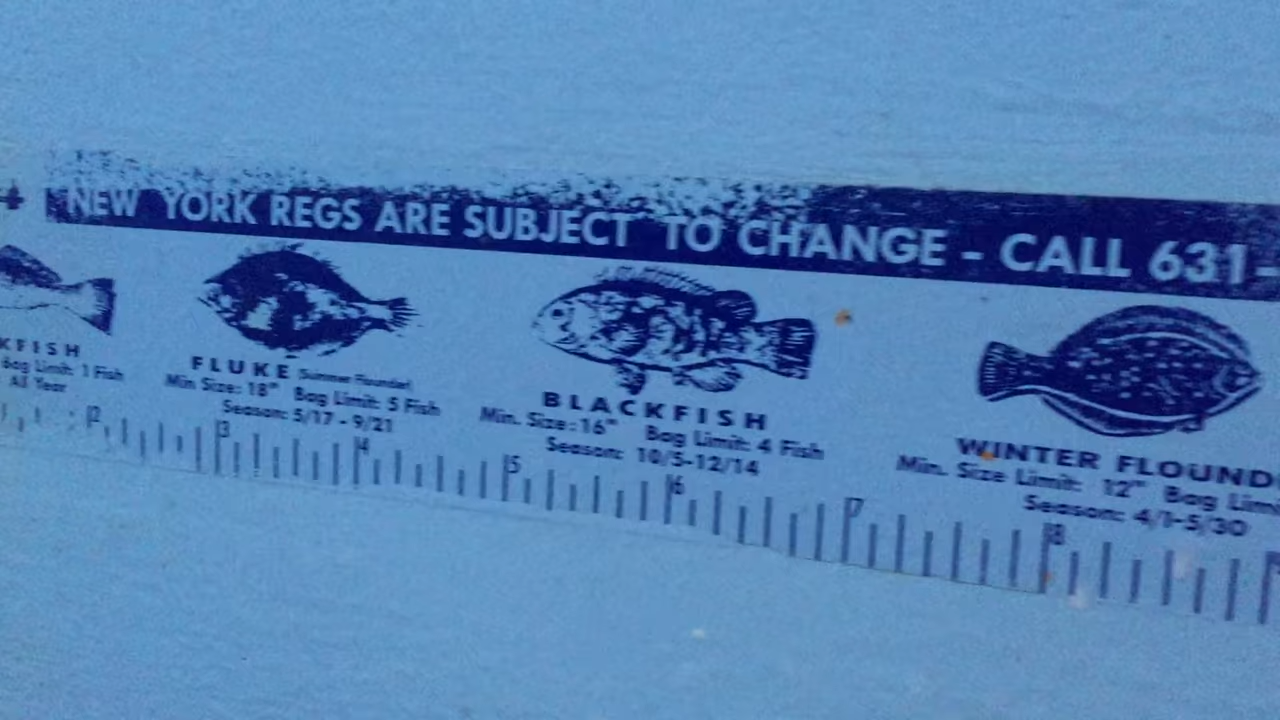 NEW YORK REGS ARE SUBJECT TO CHANGE - CALL 631-
KFISH
Bag Limit: 1 Fish
All Year
FLUKE (Summer Flounder)
Min Size: 18" Bag Limit: 5 Fish
Season: 5/17 - 9/21
BLACKFISH
Min. Size: 16" Bag Limit: 4 Fish
Season: 10/5-12/14
WINTER FLOUND
Min. Size Limit: 12" Bag Limi
Season: 4/1-5/30
2 3 4 5 6 7 8